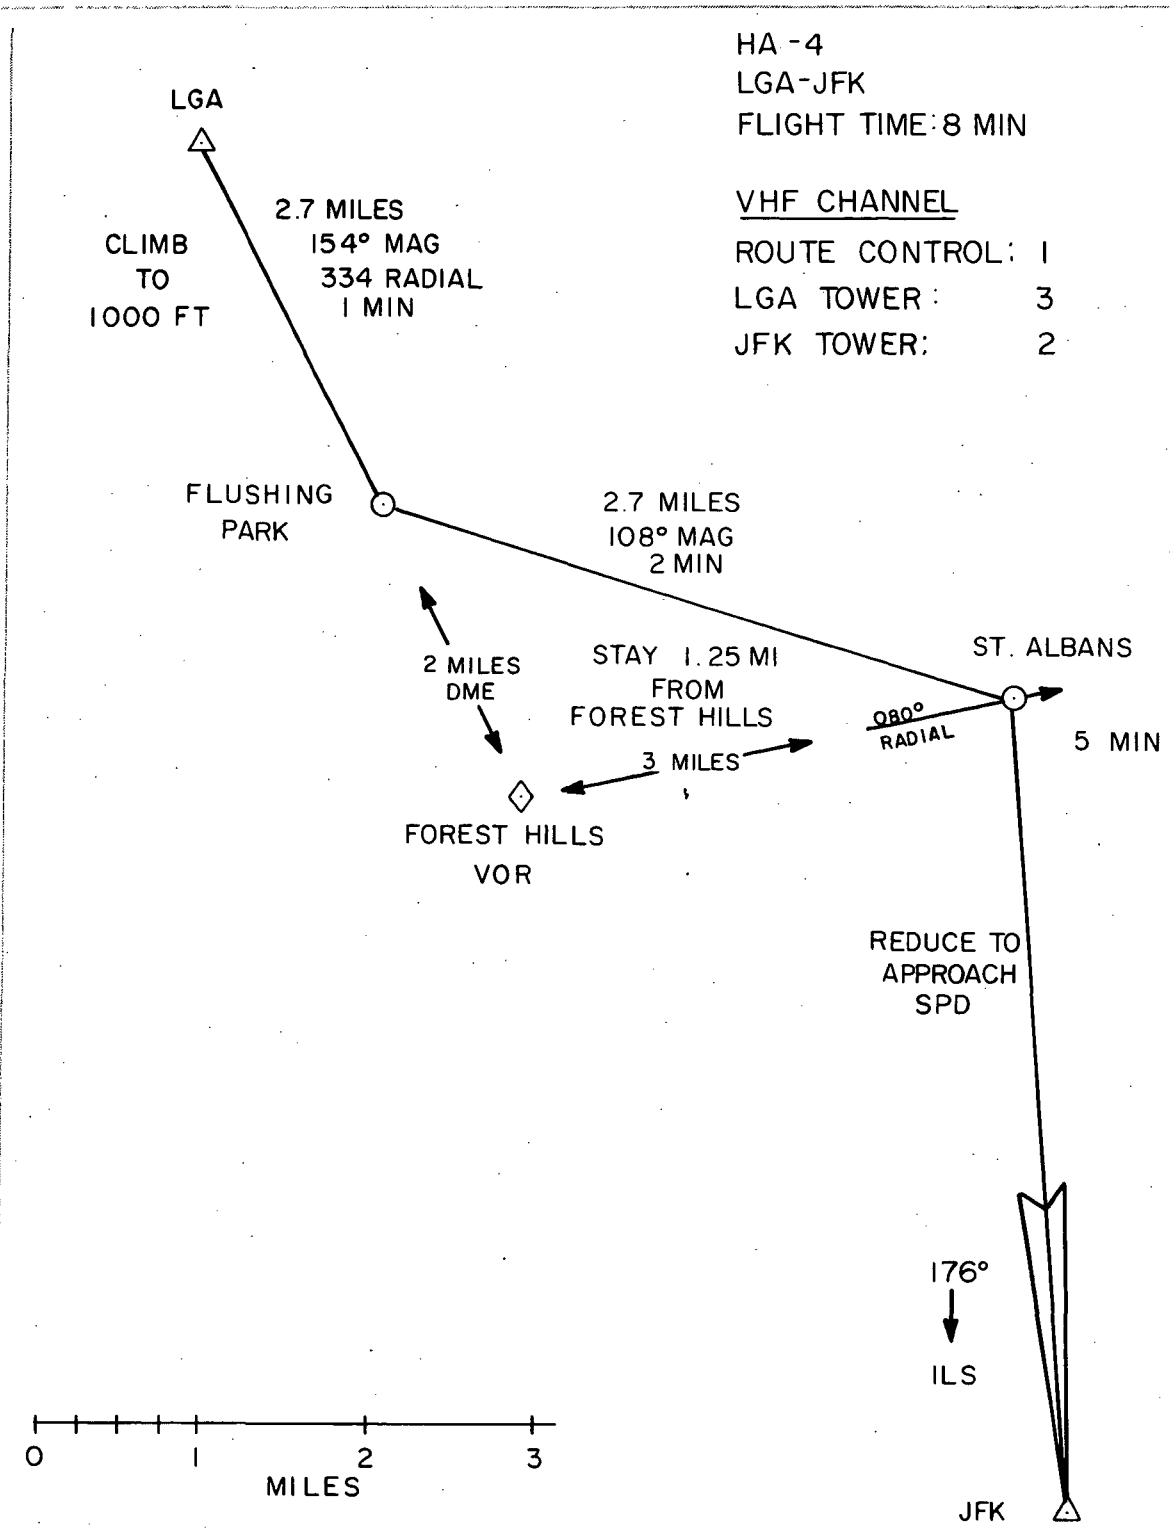 HA-4
LGA-JFK
FLIGHT TIME: 8 MIN
VHF CHANNEL
ROUTE CONTROL: 1
LGA TOWER: 3
JFK TOWER: 2
LGA
2.7 MILES
154° MAG
334 RADIAL
1 MIN
CLIMB
TO
1000 FT
FLUSHING
PARK
2.7 MILES
108° MAG
2 MIN
2 MILES
DME
STAY 1.25 MI
FROM
FOREST HILLS
3 MILES
080°
RADIAL
ST. ALBANS
5 MIN
FOREST HILLS
VOR
REDUCE TO
APPROACH
SPD
176°
ILS
0 1 2 3
MILES
JFK